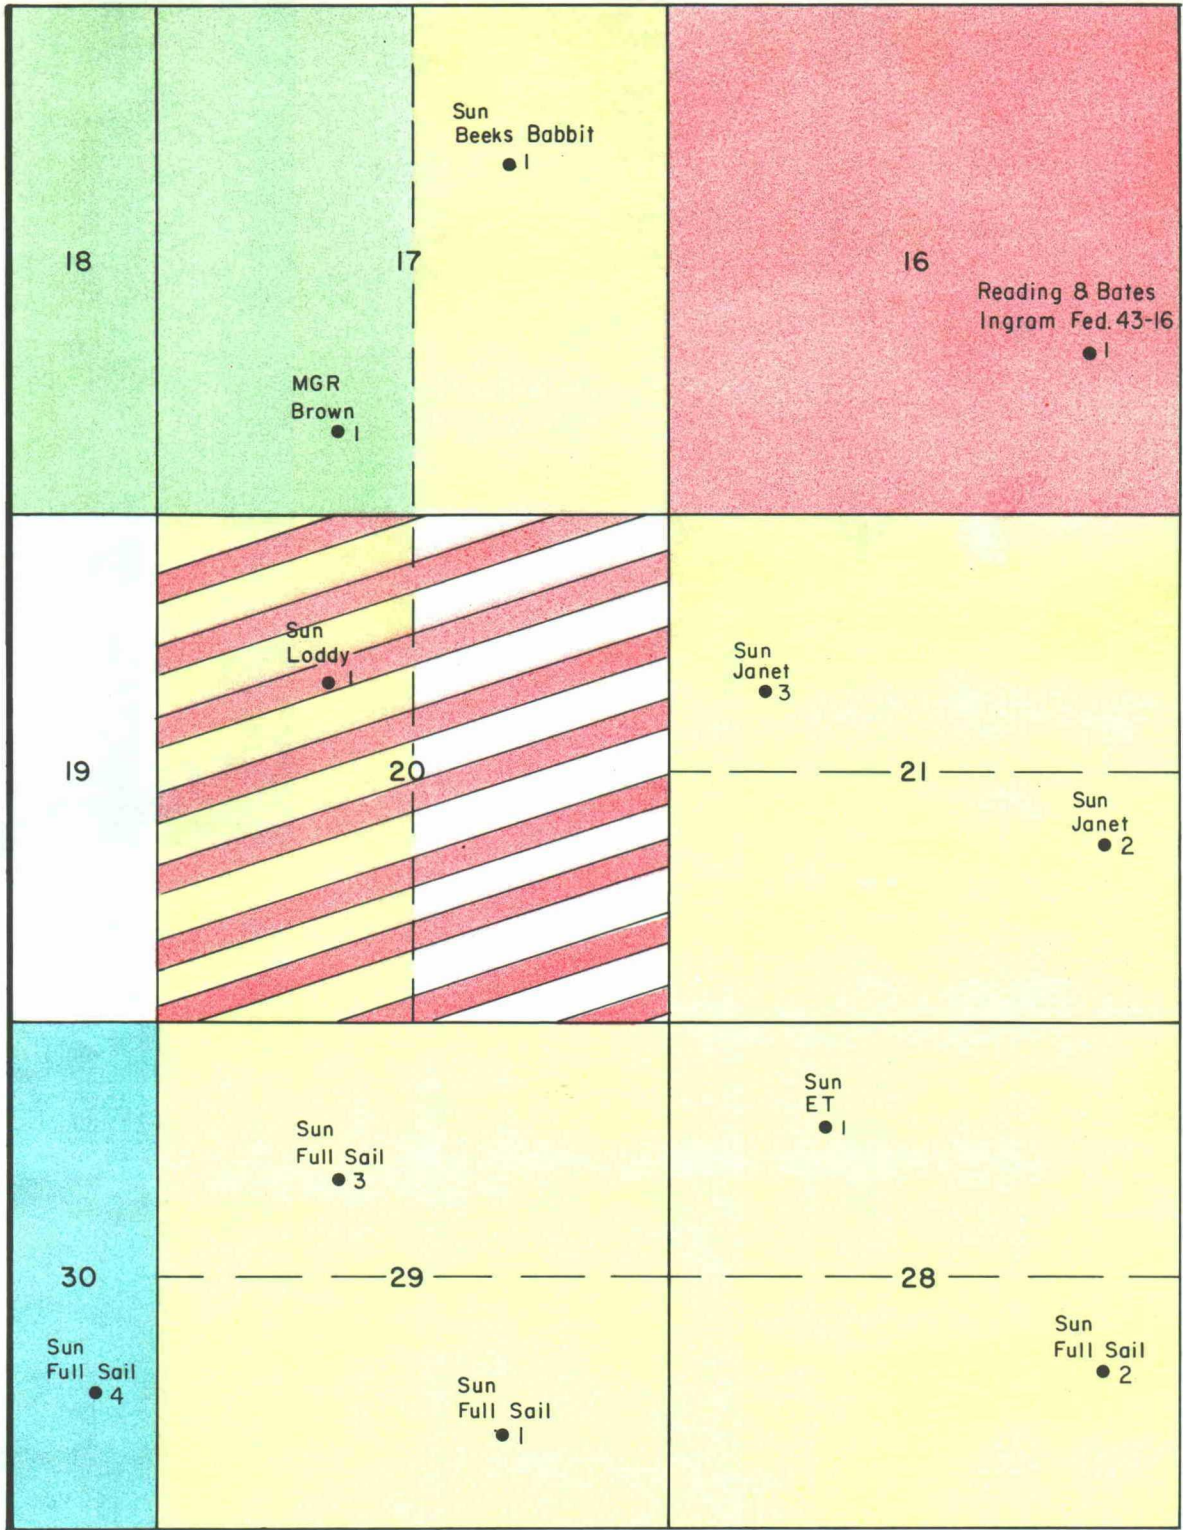 Sun
Beeks Babbit
1
18
17
16
Reading & Bates
Ingram Fed. 43-16
1
MGR
Brown
1
Sun
Loddy
1
Sun
Janet
3
19
20
21
Sun
Janet
2
Sun
ET
1
Sun
Full Sail
3
30
29
28
Sun
Full Sail
4
Sun
Full Sail
2
Sun
Full Sail
1